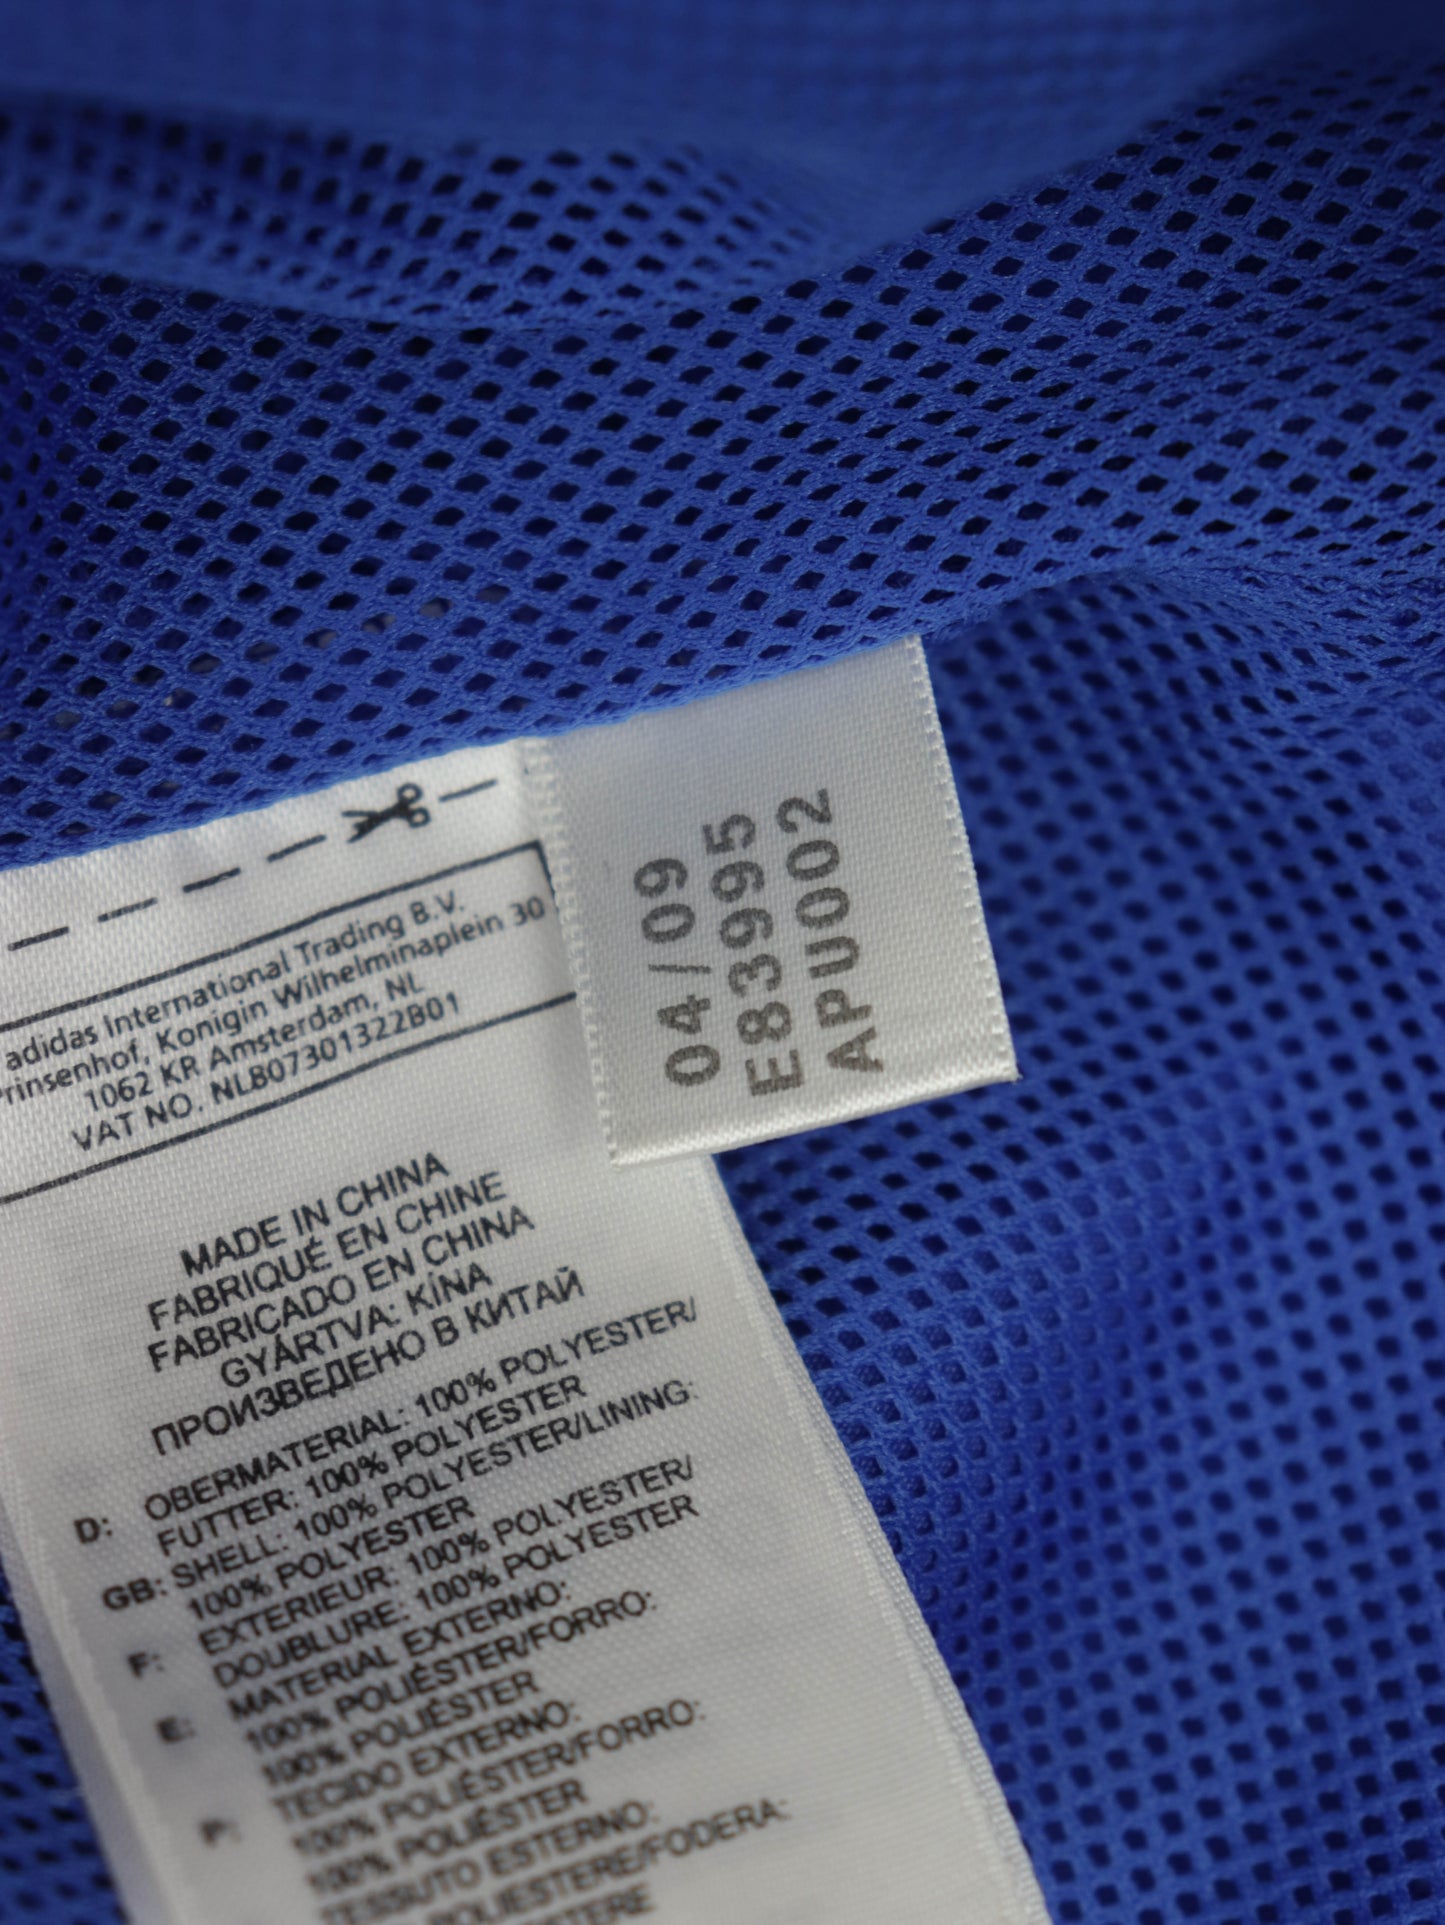 04/09
E83995
APU002
adidas International Trading B.V.
Prinsenhof, Konigin Wilhelminaplein 30
1062 KR Amsterdam, NL
VAT NO. NLB07301322B01
MADE IN CHINA
FABRIQUÉ EN CHINE
FABRICADO EN CHINA
GYÁRTVA: KÍNA
ПРОИЗВЕДЕНО В КИТАЙ
D: OBERMATERIAL: 100% POLYESTER/
FUTTER: 100% POLYESTER
GB: SHELL: 100% POLYESTER/LINING:
100% POLYESTER
F: EXTERIEUR: 100% POLYESTER/
DOUBLURE: 100% POLYESTER
E: MATERIAL EXTERNO:
100% POLIÉSTER/FORRO:
100% POLIÉSTER
P: TECIDO EXTERNO:
100% POLIÉSTER/FORRO:
100% POLIÉSTER
TESSUTO ESTERNO:
POLIESTERE/FODERA: